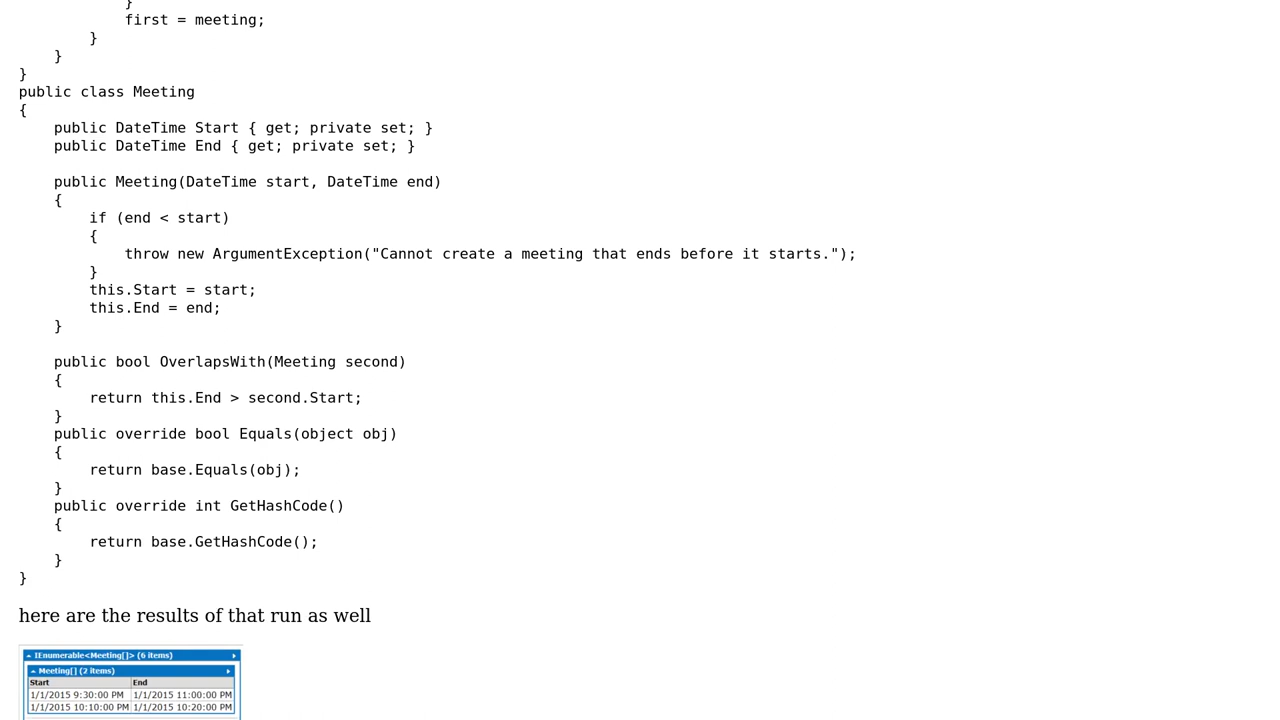 }
            first = meeting;
        }
    }
}
public class Meeting
{
    public DateTime Start { get; private set; }
    public DateTime End { get; private set; }

    public Meeting(DateTime start, DateTime end)
    {
        if (end < start)
        {
            throw new ArgumentException("Cannot create a meeting that ends before it starts.");
        }
        this.Start = start;
        this.End = end;
    }

    public bool OverlapsWith(Meeting second)
    {
        return this.End > second.Start;
    }
    public override bool Equals(object obj)
    {
        return base.Equals(obj);
    }
    public override int GetHashCode()
    {
        return base.GetHashCode();
    }
}
here are the results of that run as well
IEnumerable<Meeting[]> (6 items)
Meeting[] (2 items)
Start End
1/1/2015 9:30:00 PM 1/1/2015 11:00:00 PM
1/1/2015 10:10:00 PM 1/1/2015 10:20:00 PM